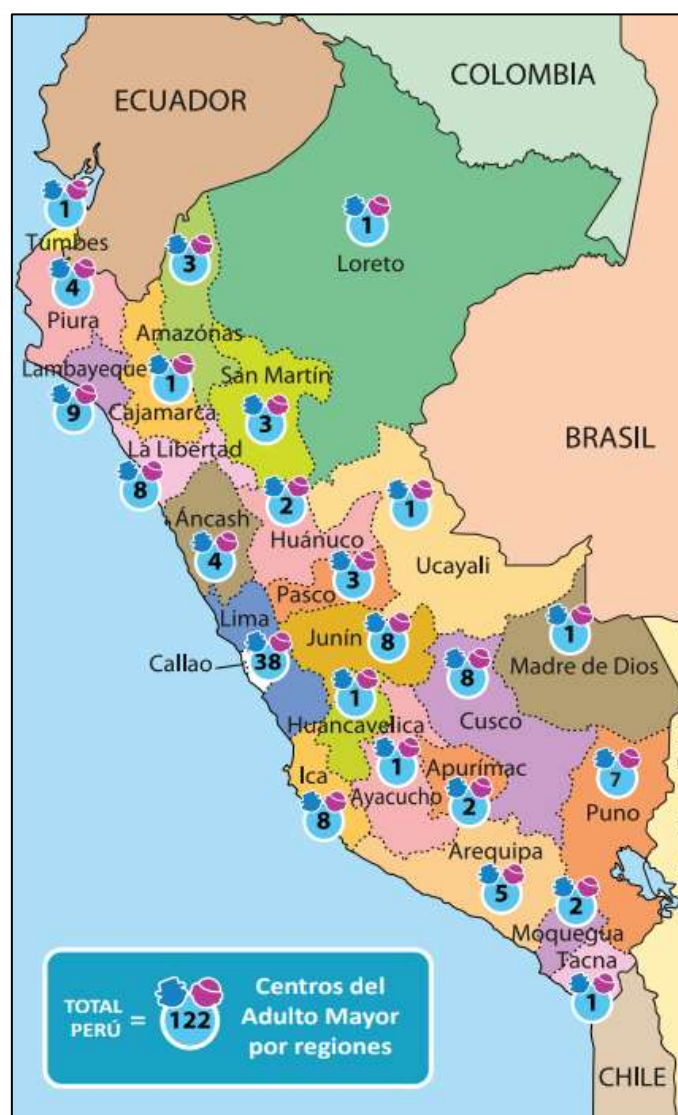 COLOMBIA
ECUADOR
1
Tumbes
1
Loreto
3
4
Piura
Amazónas
Lambayeque
San Martín
1
9
Cajamarca
3
La Libertad
8
2
1
Áncash
Huánuco
BRASIL
4
3
Ucayali
Pasco
Lima
Junín
8
1
Madre de Dios
Callao
38
8
1
Cusco
Huancavelica
1
Apurímac
7
Ica
Ayacucho
2
Puno
8
Arequipa
5
2
Moquegua
Tacna
1
TOTAL
PERÚ =
122
Centros del
Adulto Mayor
por regiones
CHILE